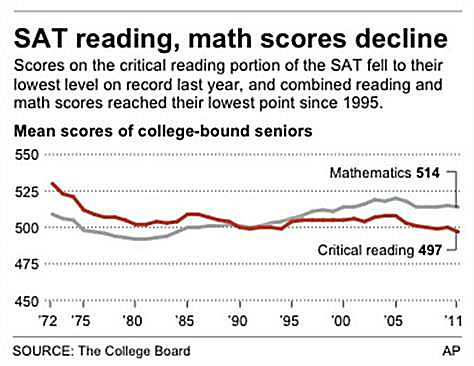 SAT reading, math scores decline
Scores on the critical reading portion of the SAT fell to their
lowest level on record last year, and combined reading and
math scores reached their lowest point since 1995.
Mean scores of college-bound seniors
550
Mathematics 514
525
500
Critical reading 497
475
450
'72 '75 '80 '85 '90 '95 '00 '05 '11
SOURCE: The College Board AP